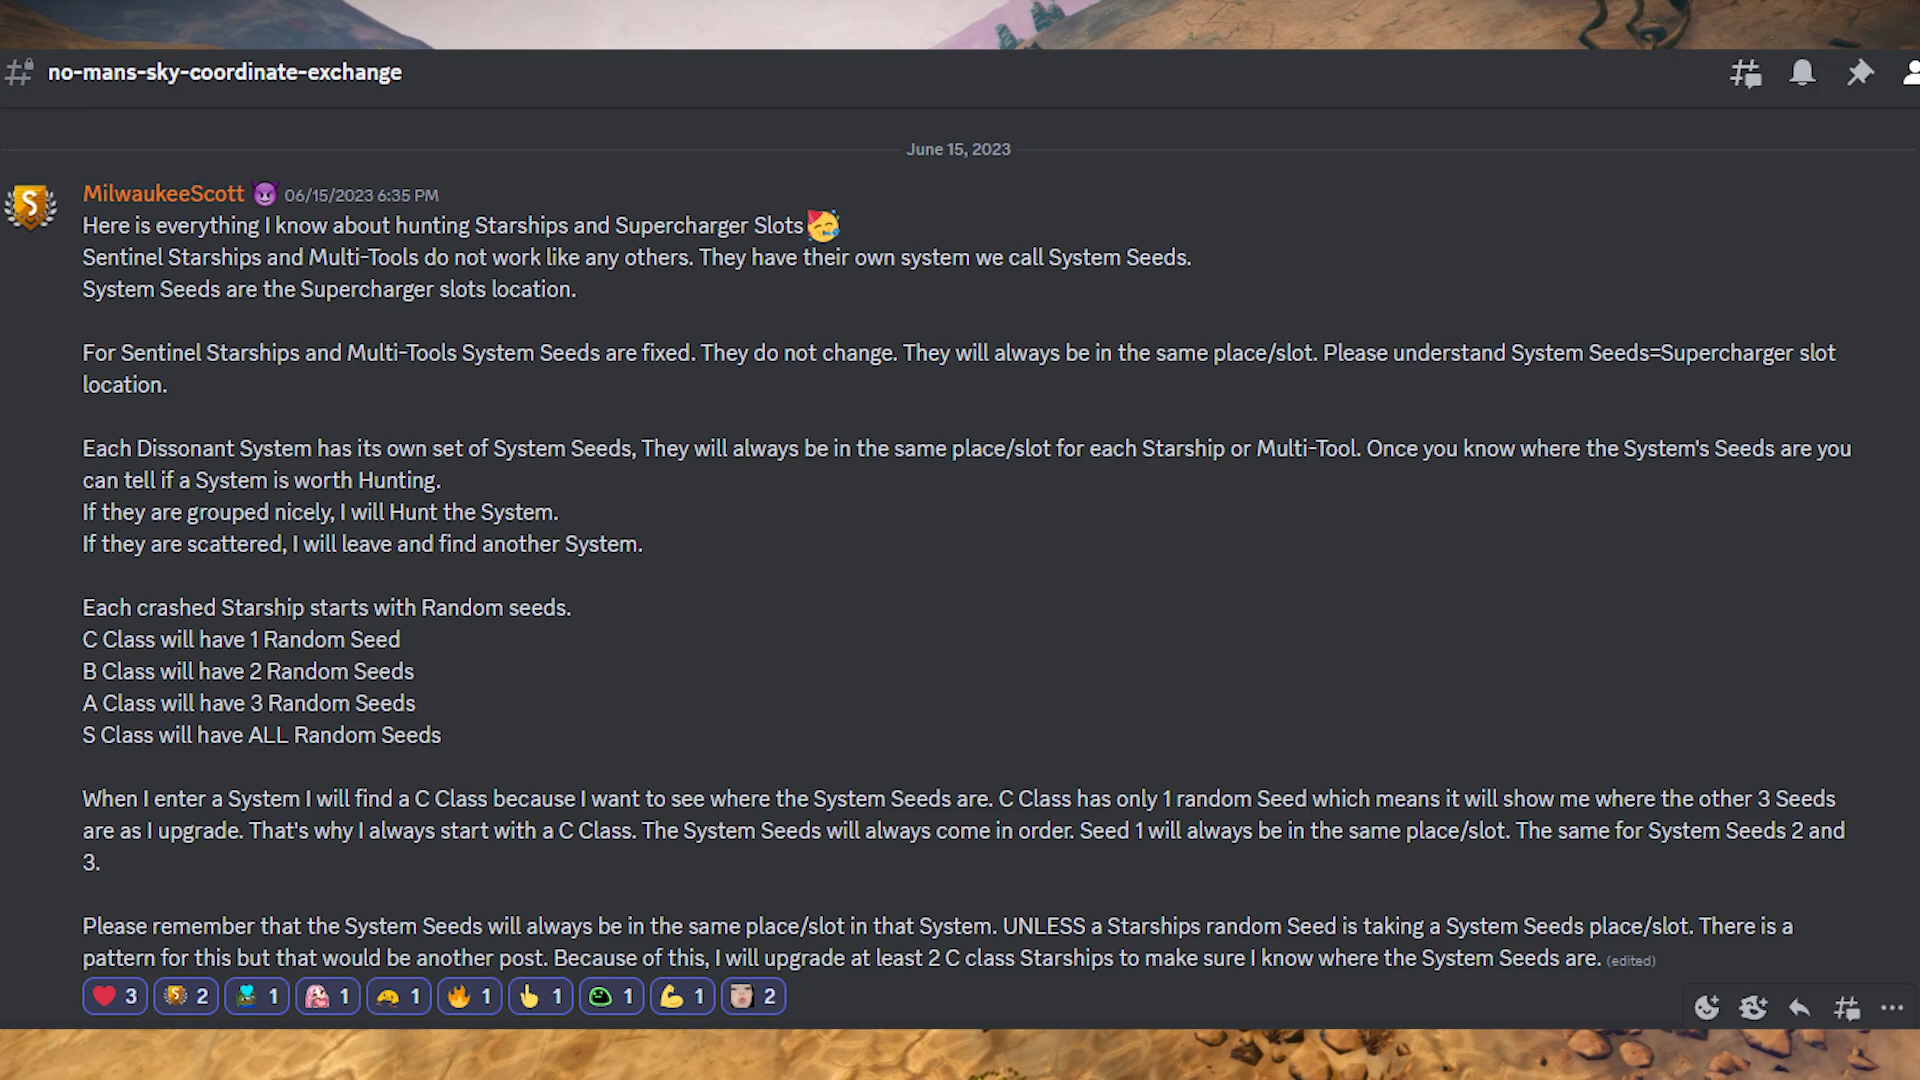 no-mans-sky-coordinate-exchange
June 15, 2023
MilwaukeeScott 06/15/2023 6:35 PM
Here is everything I know about hunting Starships and Supercharger Slots
Sentinel Starships and Multi-Tools do not work like any others. They have their own system we call System Seeds.
System Seeds are the Supercharger slots location.
For Sentinel Starships and Multi-Tools System Seeds are fixed. They do not change. They will always be in the same place/slot. Please understand System Seeds=Supercharger slot
location.
Each Dissonant System has its own set of System Seeds, They will always be in the same place/slot for each Starship or Multi-Tool. Once you know where the System's Seeds are you
can tell if a System is worth Hunting.
If they are grouped nicely, I will Hunt the System.
If they are scattered, I will leave and find another System.
Each crashed Starship starts with Random seeds.
C Class will have 1 Random Seed
B Class will have 2 Random Seeds
A Class will have 3 Random Seeds
S Class will have ALL Random Seeds
When I enter a System I will find a C Class because I want to see where the System Seeds are. C Class has only 1 random Seed which means it will show me where the other 3 Seeds
are as I upgrade. That's why I always start with a C Class. The System Seeds will always come in order. Seed 1 will always be in the same place/slot. The same for System Seeds 2 and
3.
Please remember that the System Seeds will always be in the same place/slot in that System. UNLESS a Starships random Seed is taking a System Seeds place/slot. There is a
pattern for this but that would be another post. Because of this, I will upgrade at least 2 C class Starships to make sure I know where the System Seeds are. (edited)
3 2 1 1 1 1 1 1 1 2